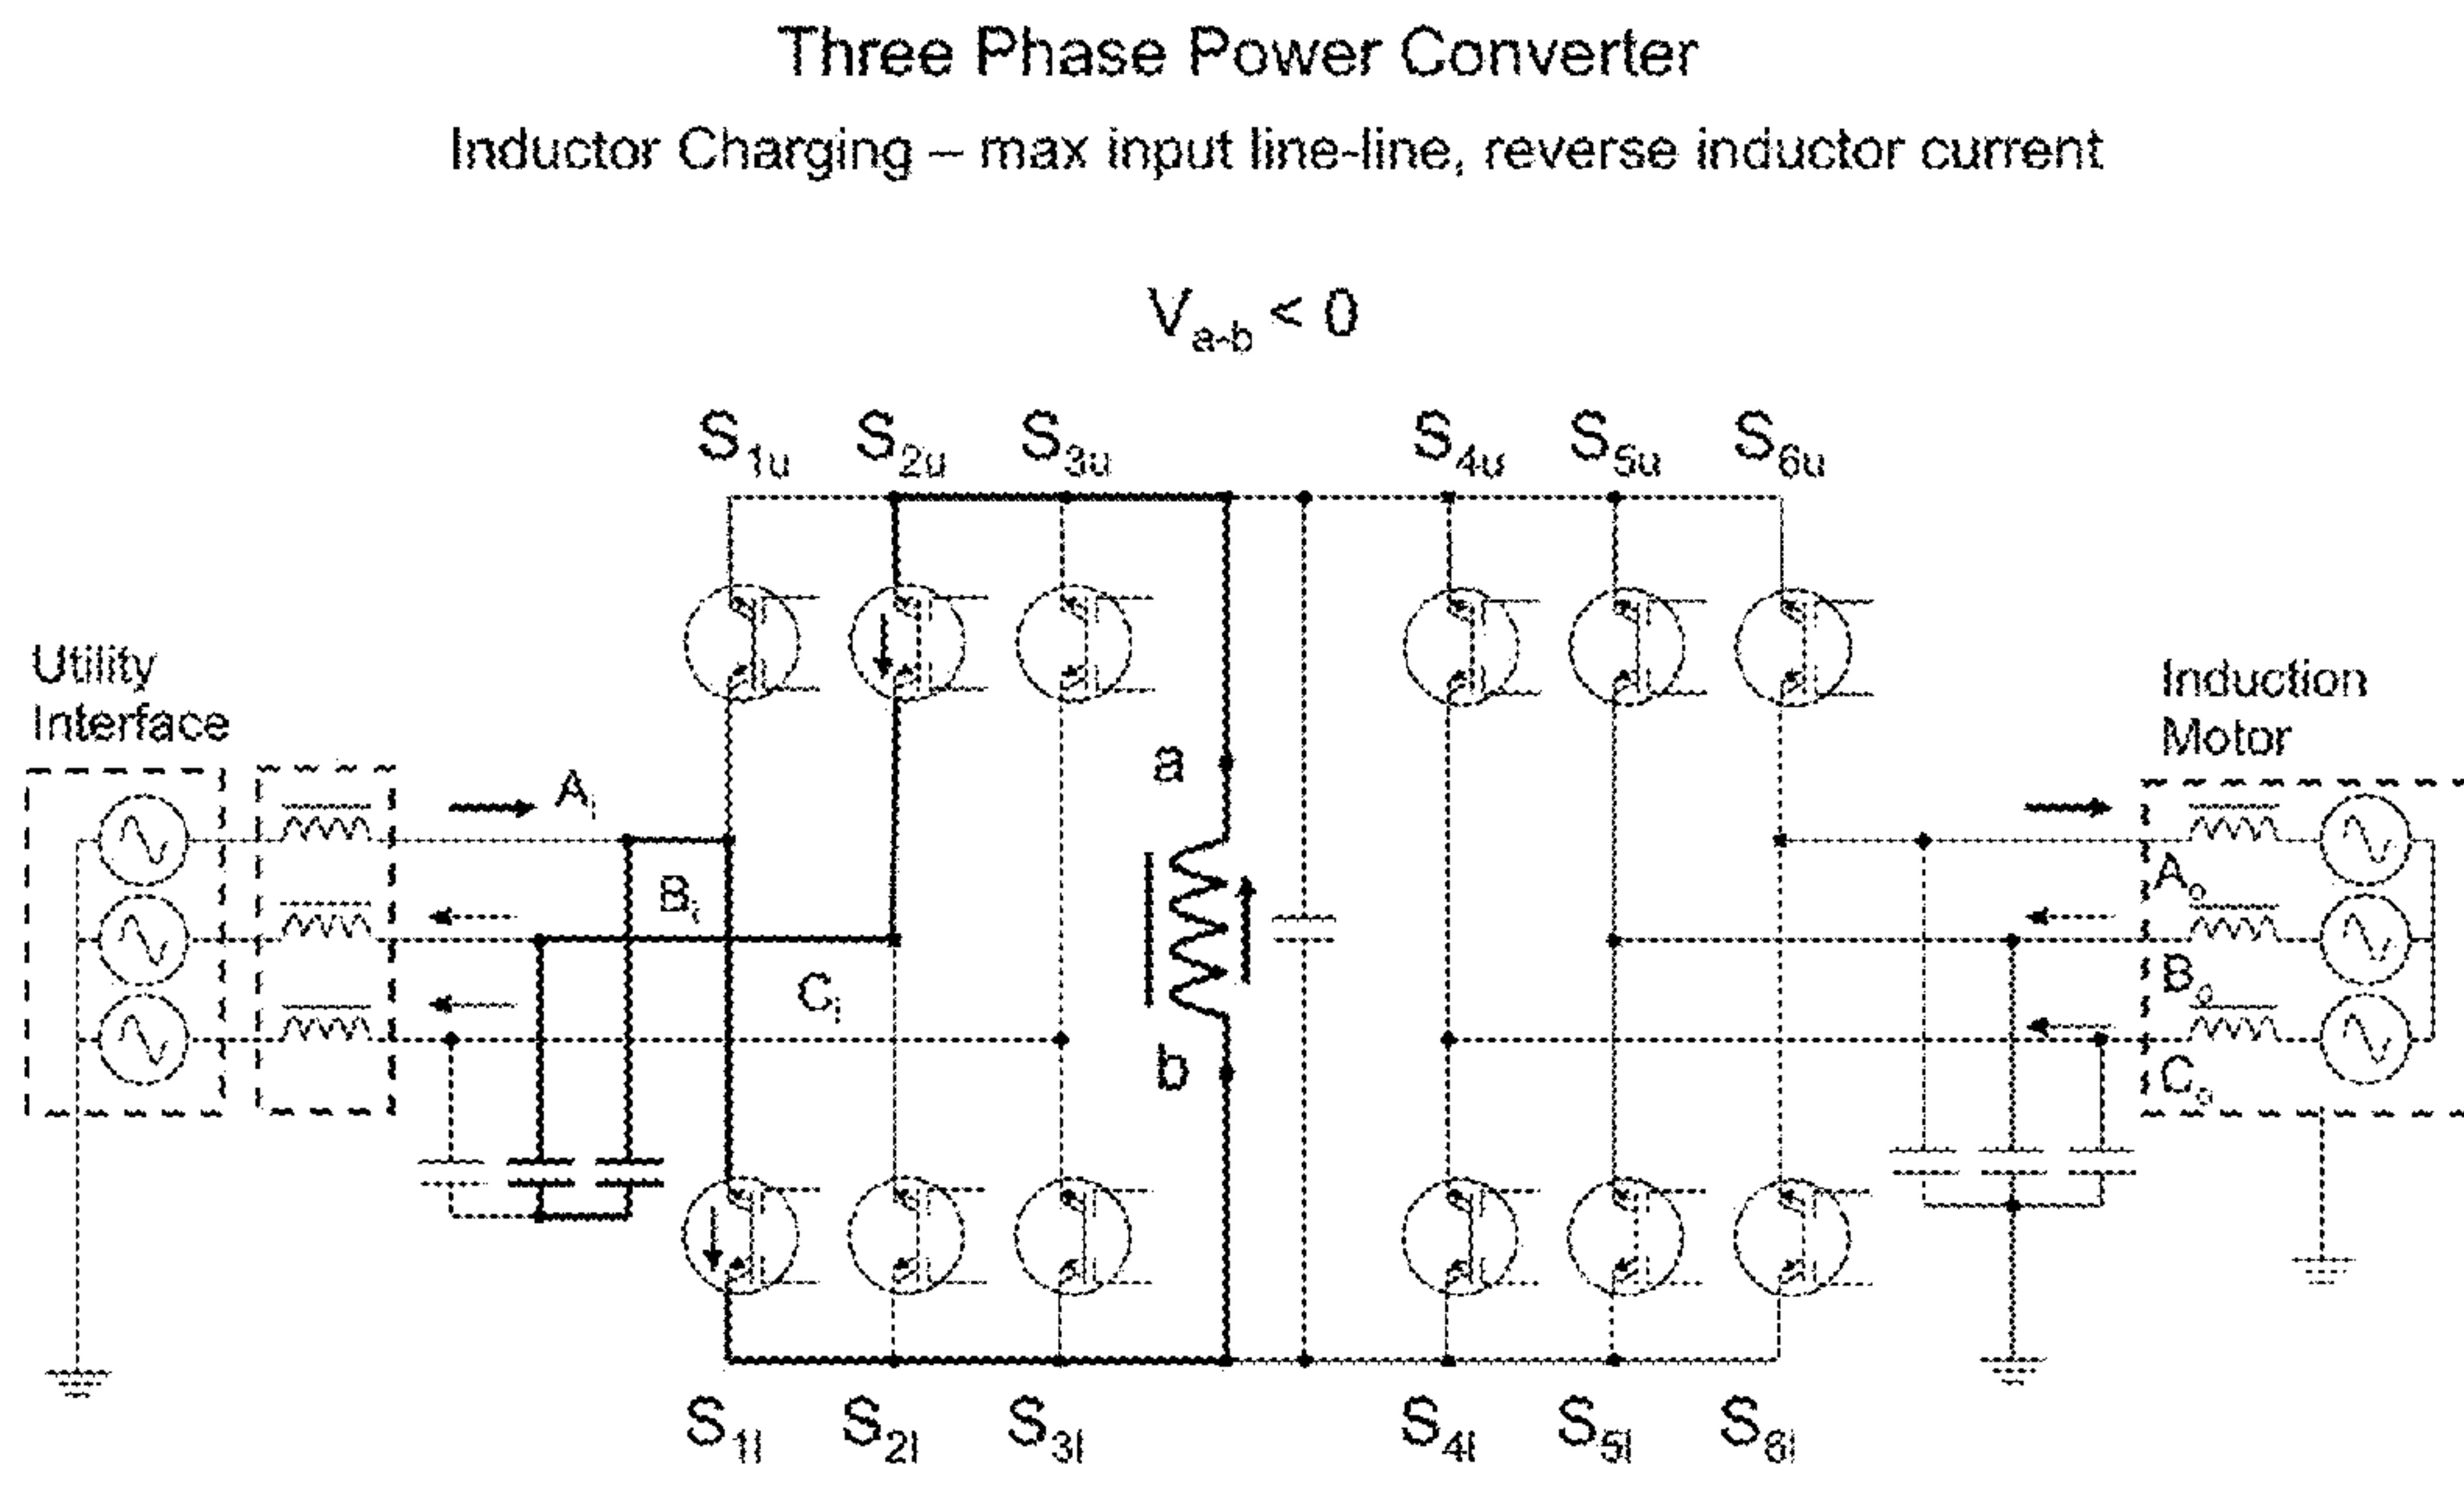 Three Phase Power Converter
Inductor Charging – max input line-line, reverse inductor current
Va-b < 0
S1u S2u S3u S4u S5u S6u
Utility
Interface
Induction
Motor
a
Ai
Bi
Ci
b
Ao
Bo
Co
S1l S2l S3l S4l S5l S6l